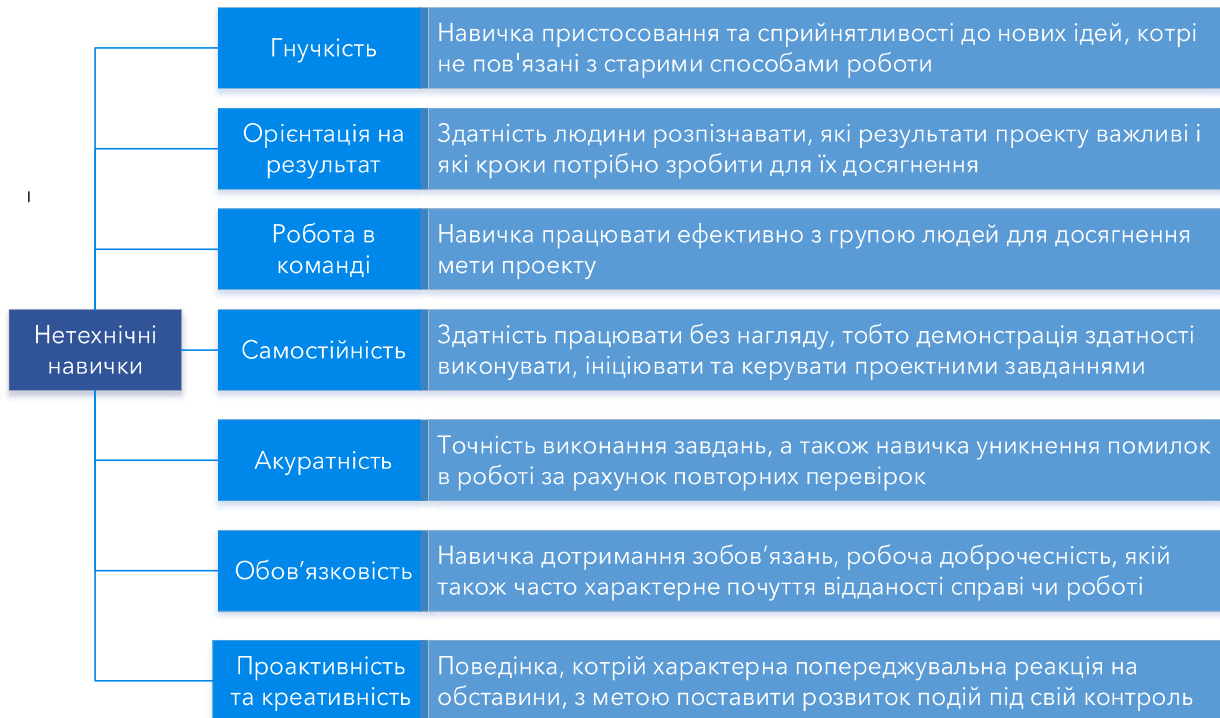 Гнучкість
Навичка пристосовання та сприйнятливості до нових ідей, котрі
не пов'язані з старими способами роботи
Орієнтація на
результат
Здатність людини розпізнавати, які результати проекту важливі і
які кроки потрібно зробити для їх досягнення
Робота в
команді
Навичка працювати ефективно з групою людей для досягнення
мети проекту
Нетехнічні
навички
Самостійність
Здатність працювати без нагляду, тобто демонстрація здатності
виконувати, ініціювати та керувати проектними завданнями
Акуратність
Точність виконання завдань, а також навичка уникнення помилок
в роботі за рахунок повторних перевірок
Обов’язковість
Навичка дотримання зобов’язань, робоча доброчесність, якій
також часто характерне почуття відданості справі чи роботі
Проактивність
та креативність
Поведінка, котрій характерна попереджувальна реакція на
обставини, з метою поставити розвиток подій під свій контроль